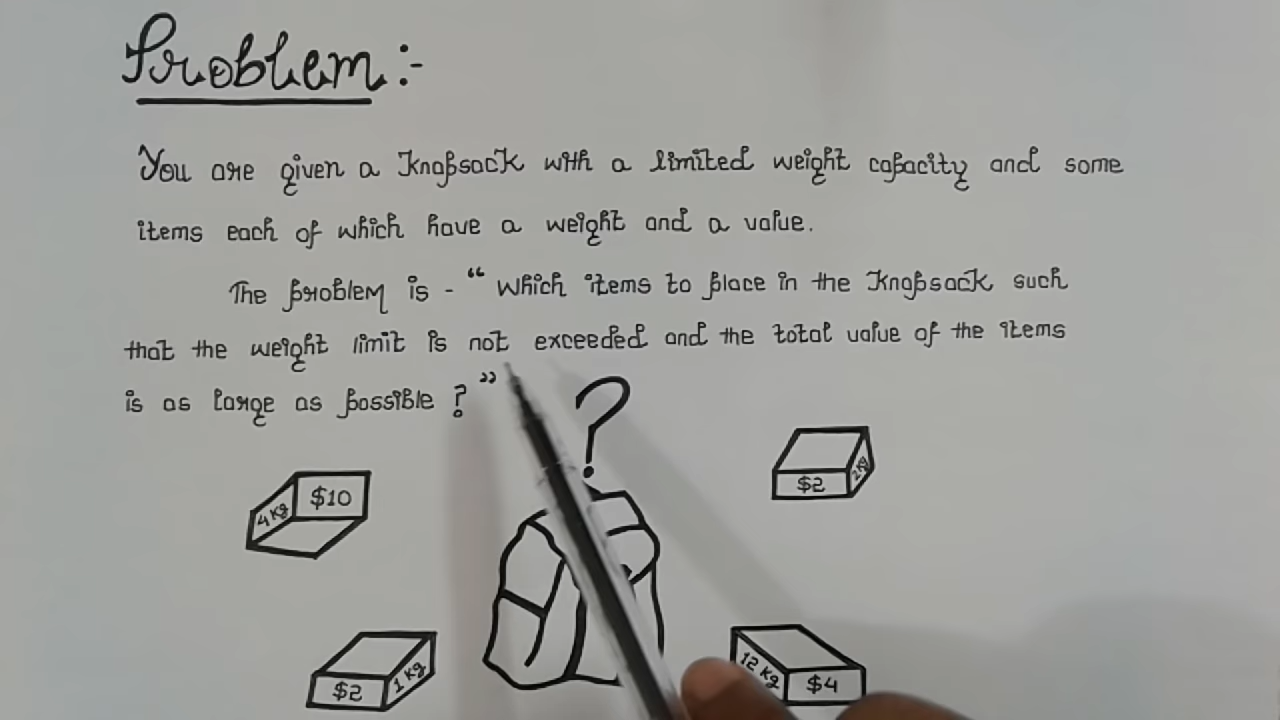 Problem :-
You are given a Knapsack with a limited weight capacity and some
items each of which have a weight and a value.
The problem is - “ Which items to place in the Knapsack such
that the weight limit is not exceeded and the total value of the items
is as large as possible ? ”
?
$2 2 Kg
4 Kg $10
12 Kg $4
$2 1 Kg